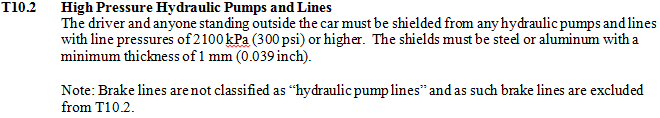 T10.2 High Pressure Hydraulic Pumps and Lines
The driver and anyone standing outside the car must be shielded from any hydraulic pumps and lines
with line pressures of 2100 kPa (300 psi) or higher. The shields must be steel or aluminum with a
minimum thickness of 1 mm (0.039 inch).
Note: Brake lines are not classified as “hydraulic pump lines” and as such brake lines are excluded
from T10.2.